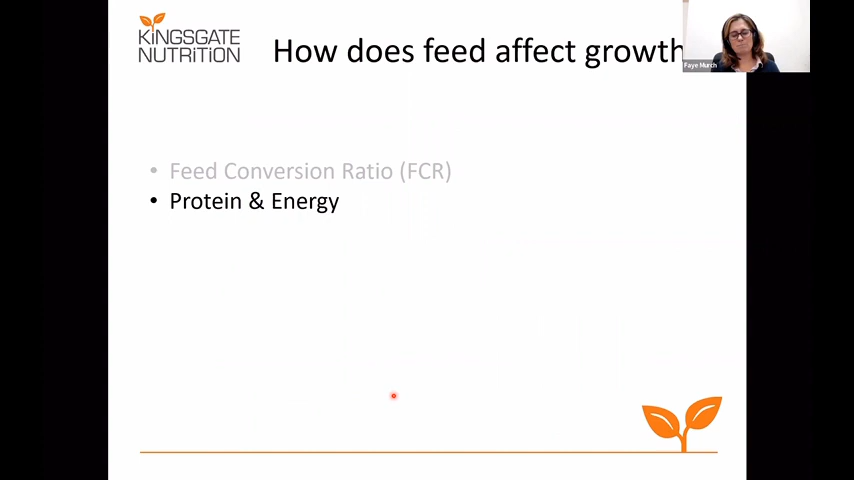 KINGSGATE
NUTRITION
How does feed affect growth
Faye Murch
• Feed Conversion Ratio (FCR)
• Protein & Energy